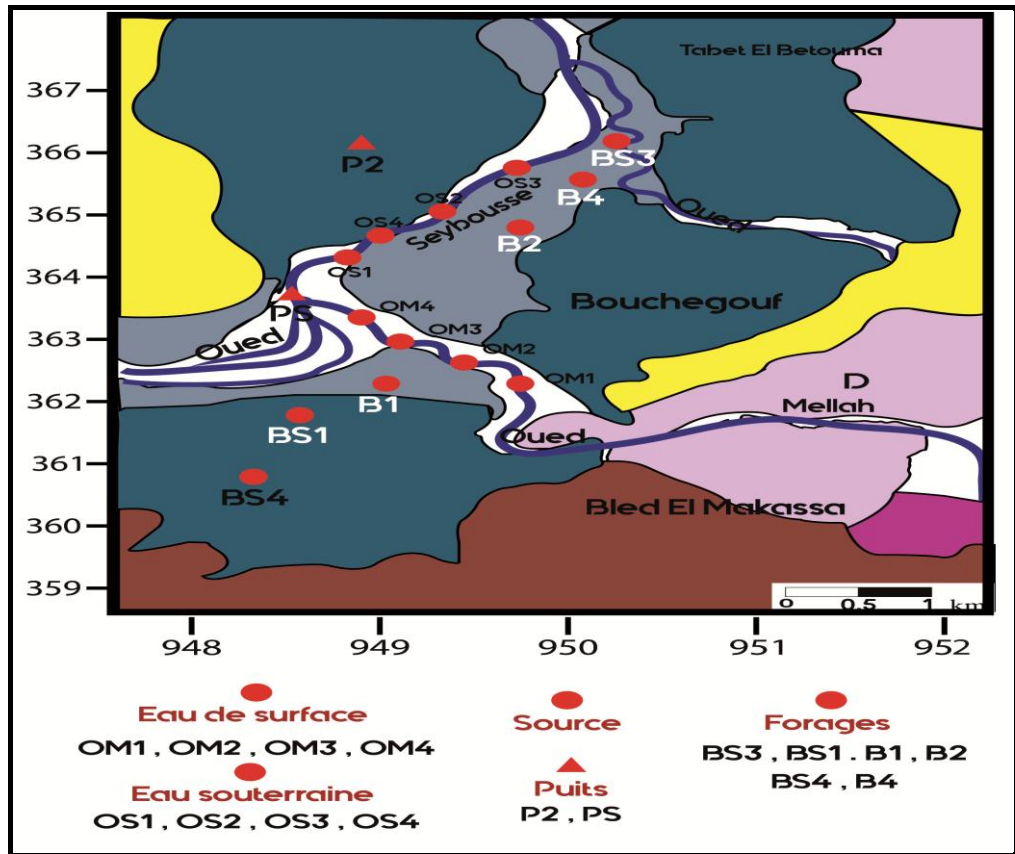 Tabet El Betouma
367
366
P2
BS3
OS3
B4
365
OS2
Oued
OS4
Seybousse
B2
364
OS1
Bouchegouf
PS
OM4
363
Oued
OM3
OM2
362
B1
OM1
D
Mellah
BS1
Oued
361
BS4
Bled El Makassa
360
359
0 0.5 1 km
948 949 950 951 952
Eau de surface
OM1 , OM2 , OM3 , OM4
Eau souterraine
OS1 , OS2 , OS3 , OS4
Source
Puits
P2 , PS
Forages
BS3 , BS1 . B1 , B2
BS4 , B4